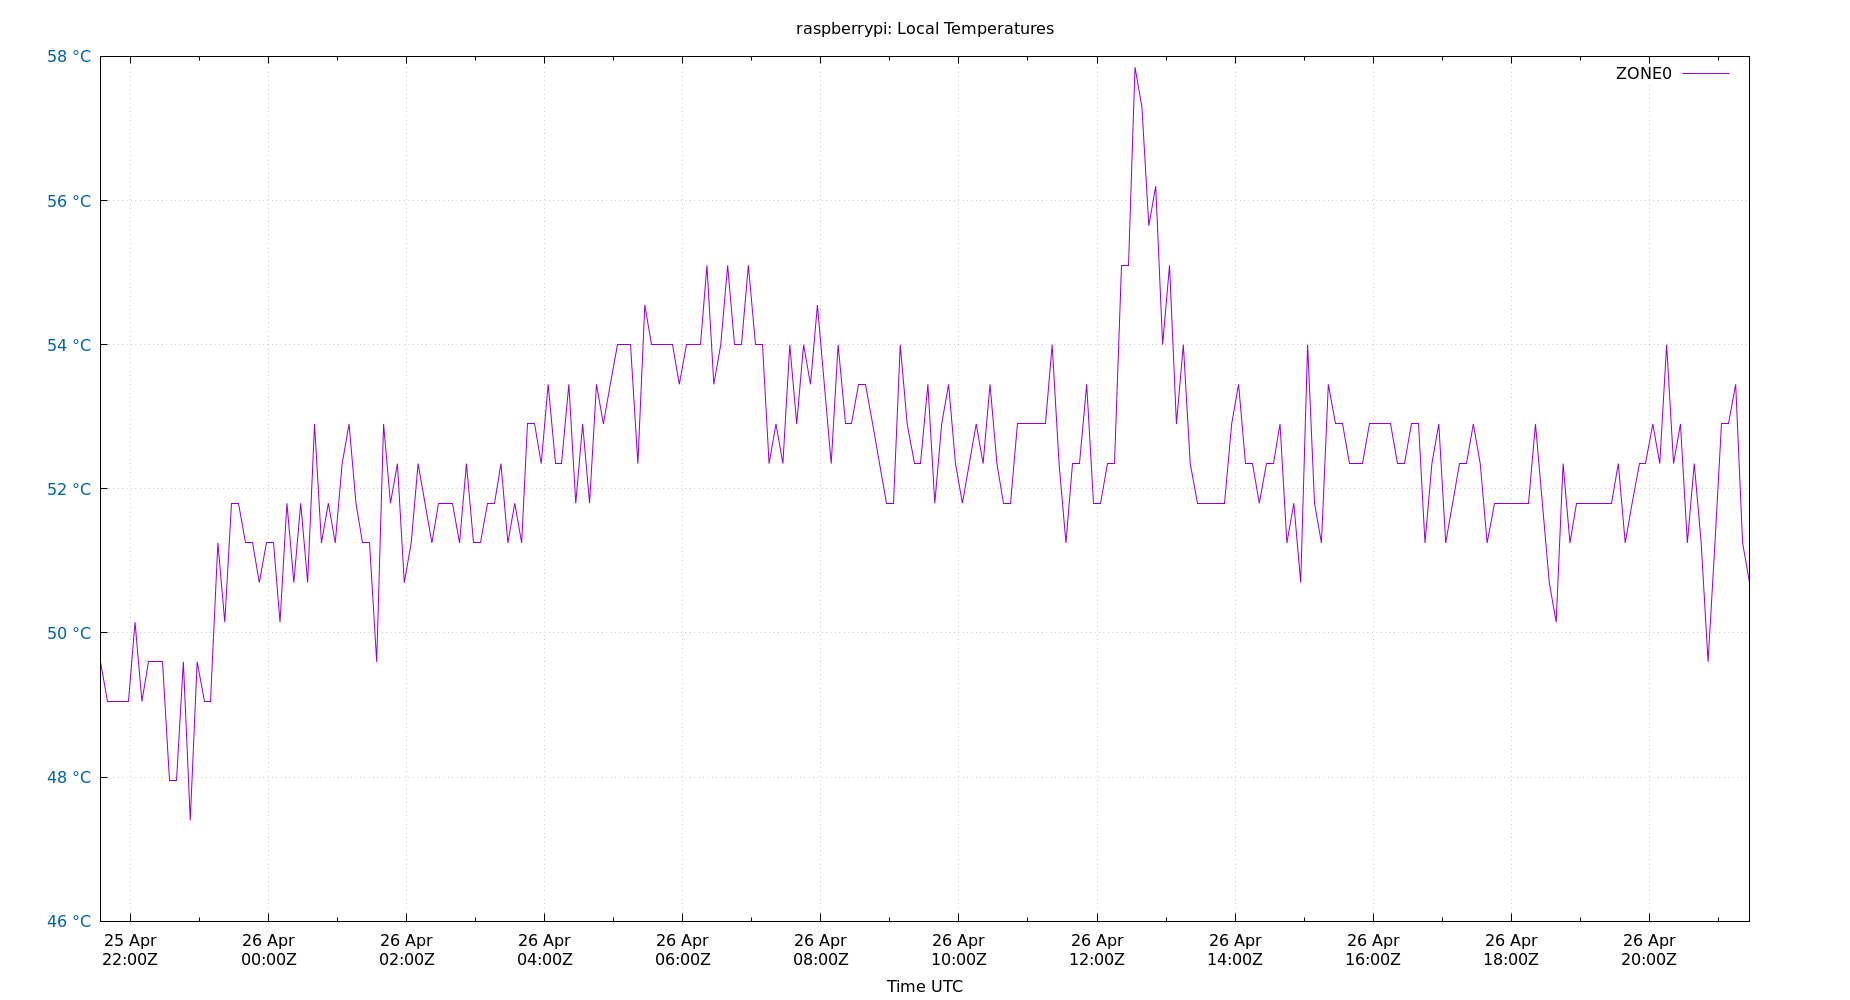 raspberrypi: Local Temperatures
58 °C
ZONE0
56 °C
54 °C
52 °C
50 °C
48 °C
46 °C
25 Apr 26 Apr 26 Apr 26 Apr 26 Apr 26 Apr 26 Apr 26 Apr 26 Apr 26 Apr 26 Apr 26 Apr
22:00Z 00:00Z 02:00Z 04:00Z 06:00Z 08:00Z 10:00Z 12:00Z 14:00Z 16:00Z 18:00Z 20:00Z
Time UTC